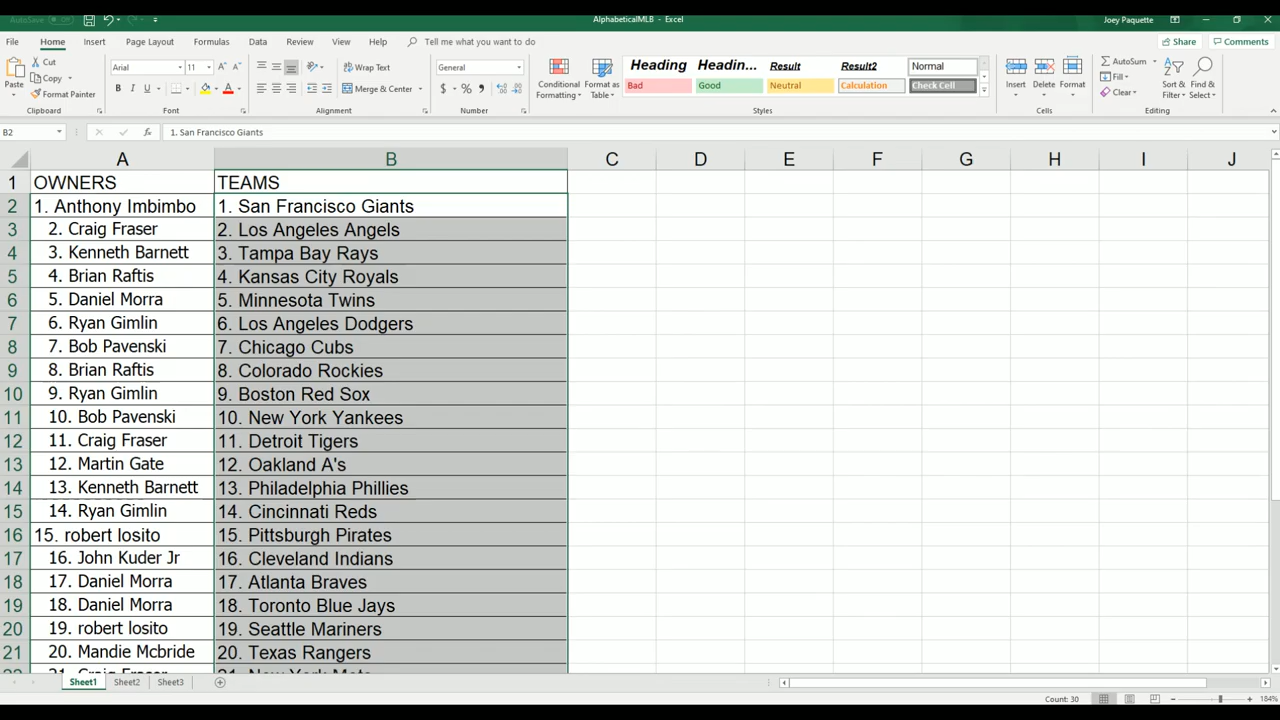 AutoSave Off
AlphabeticalMLB - Excel
Joey Paquette
File Home Insert Page Layout Formulas Data Review View Help Tell me what you want to do
Share Comments
Paste
Cut
Copy
Format Painter
Clipboard
Arial 11
B I U
Font
Wrap Text
Merge & Center
Alignment
General
$ % ,
Number
Conditional Formatting
Format as Table
Heading Headin... Result Result2 Normal
Bad Good Neutral Calculation Check Cell
Styles
Insert Delete Format
Cells
AutoSum
Fill
Clear
Sort & Filter
Find & Select
Editing
B2 fx 1. San Francisco Giants
A B C D E F G H I J
1 OWNERS TEAMS
2 1. Anthony Imbimbo 1. San Francisco Giants
3 2. Craig Fraser 2. Los Angeles Angels
4 3. Kenneth Barnett 3. Tampa Bay Rays
5 4. Brian Raftis 4. Kansas City Royals
6 5. Daniel Morra 5. Minnesota Twins
7 6. Ryan Gimlin 6. Los Angeles Dodgers
8 7. Bob Pavenski 7. Chicago Cubs
9 8. Brian Raftis 8. Colorado Rockies
10 9. Ryan Gimlin 9. Boston Red Sox
11 10. Bob Pavenski 10. New York Yankees
12 11. Craig Fraser 11. Detroit Tigers
13 12. Martin Gate 12. Oakland A's
14 13. Kenneth Barnett 13. Philadelphia Phillies
15 14. Ryan Gimlin 14. Cincinnati Reds
16 15. robert losito 15. Pittsburgh Pirates
17 16. John Kuder Jr 16. Cleveland Indians
18 17. Daniel Morra 17. Atlanta Braves
19 18. Daniel Morra 18. Toronto Blue Jays
20 19. robert losito 19. Seattle Mariners
21 20. Mandie Mcbride 20. Texas Rangers
22 21. Craig Fraser 21. New York Mets
Sheet1 Sheet2 Sheet3
Count: 30 184%